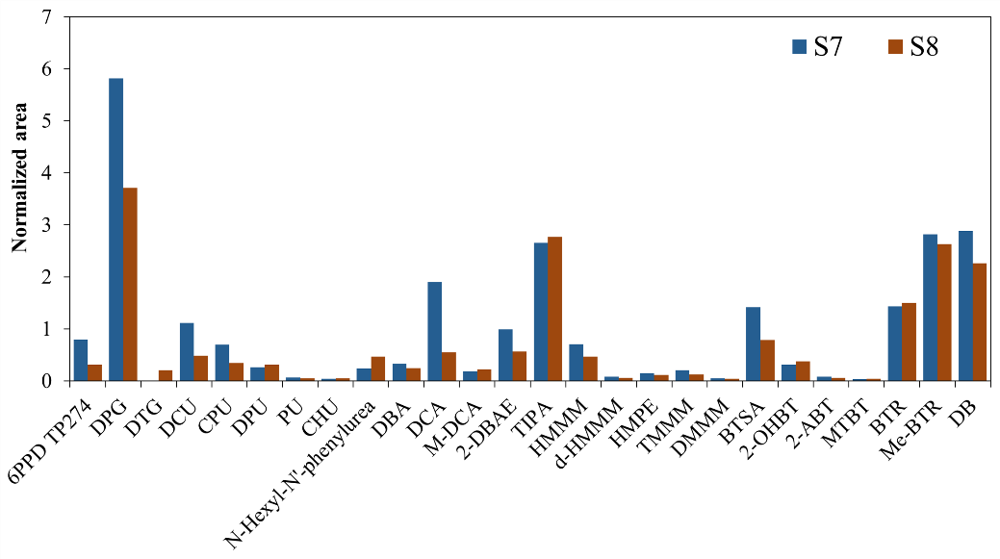 7
6
5
4
3
2
1
0
Normalized area
S7
S8
6PPD TP274
DPG
DTG
DCU
CPU
DPU
PU
CHU
N-Hexyl-N'-phenylurea
DBA
DCA
M-DCA
2-DBAE
TIPA
HMMM
d-HMMM
HMPE
TMMM
DMMM
BTSA
2-OHBT
2-ABT
MTBT
BTR
Me-BTR
DB